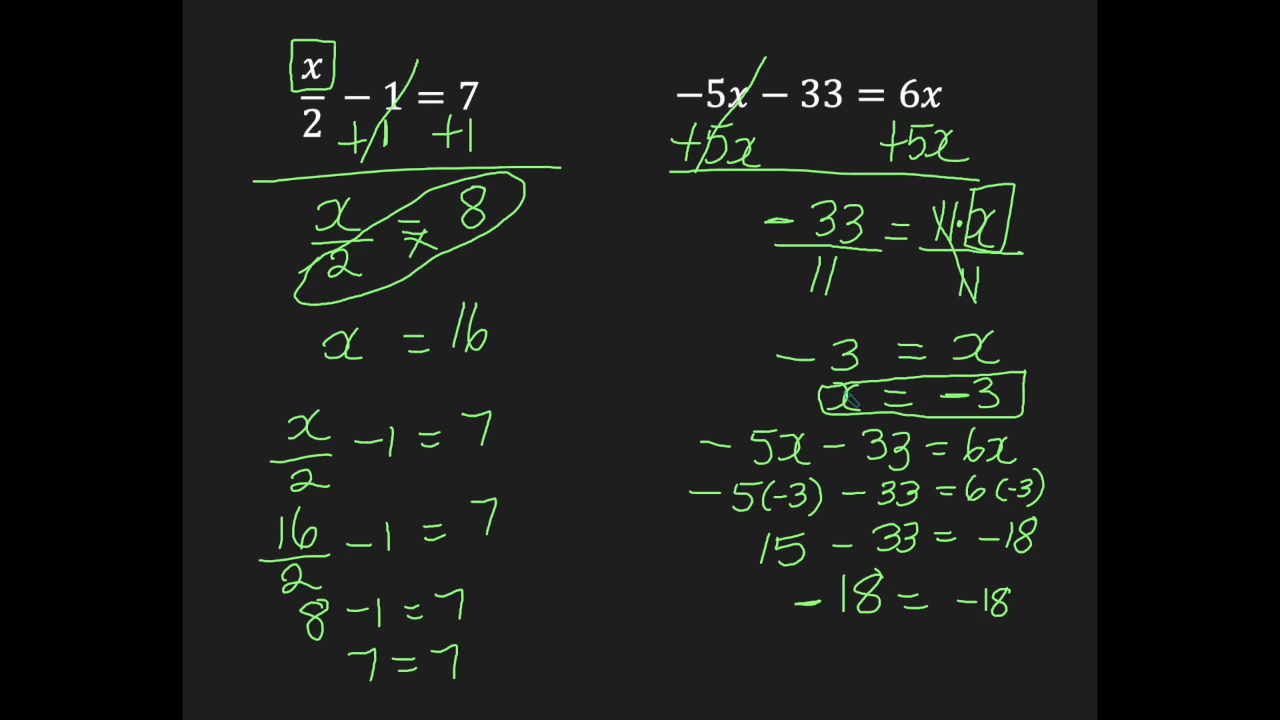 x/2 − 1 = 7
+1 +1
x/2 = 8
x = 16
x/2 − 1 = 7
16/2 − 1 = 7
8 − 1 = 7
7 = 7
−5x − 33 = 6x
+5x +5x
−33/11 = 11·x/11
−3 = x
x = −3
−5x − 33 = 6x
−5(−3) − 33 = 6(−3)
15 − 33 = −18
−18 = −18